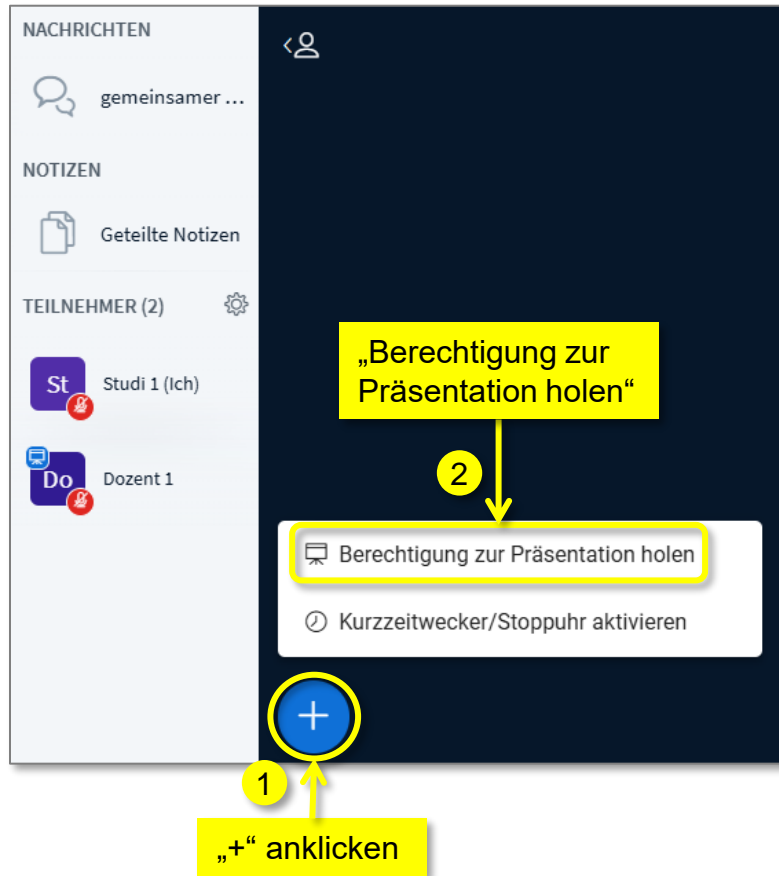 NACHRICHTEN
gemeinsamer ...
NOTIZEN
Geteilte Notizen
TEILNEHMER (2)
St
Studi 1 (Ich)
Do
Dozent 1
„Berechtigung zur
Präsentation holen“
2
Berechtigung zur Präsentation holen
Kurzzeitwecker/Stoppuhr aktivieren
1
„+“ anklicken